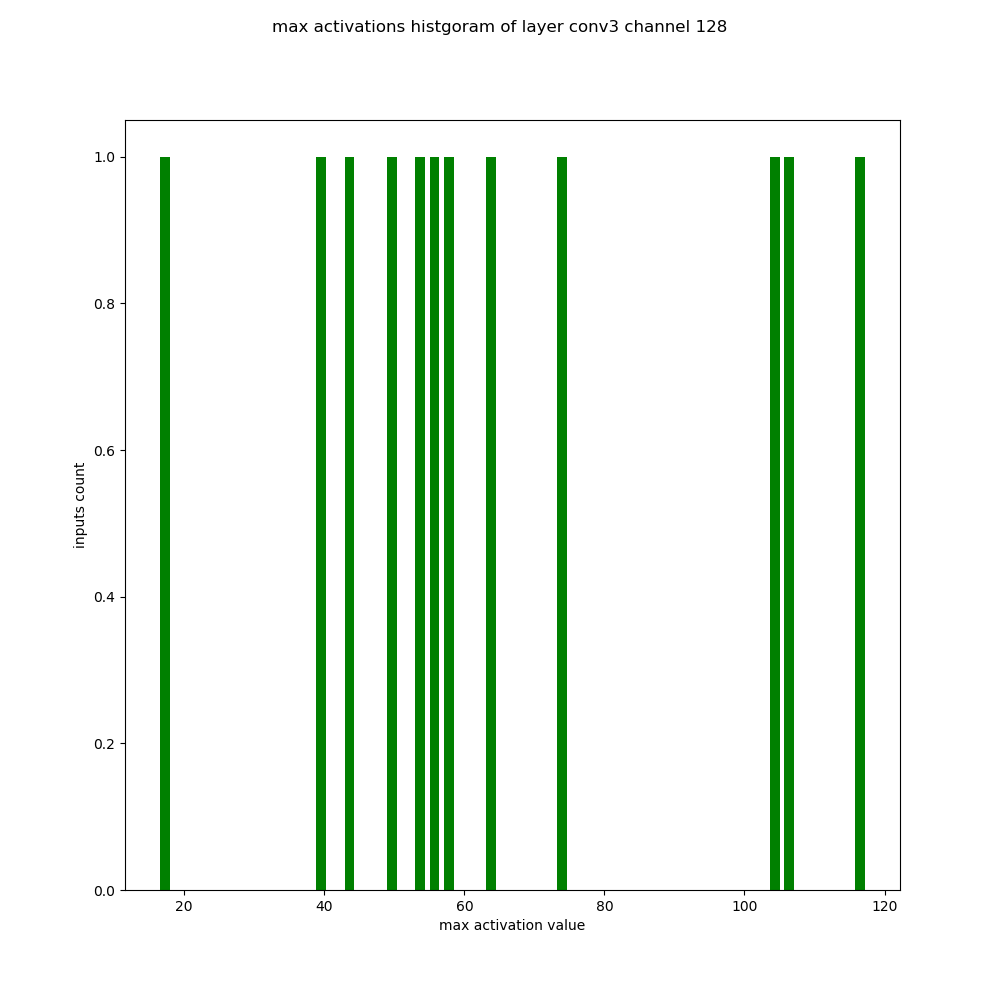 max activations histgoram of layer conv3 channel 128
1.0
0.8
0.6
0.4
0.2
0.0
inputs count
20 40 60 80 100 120
max activation value